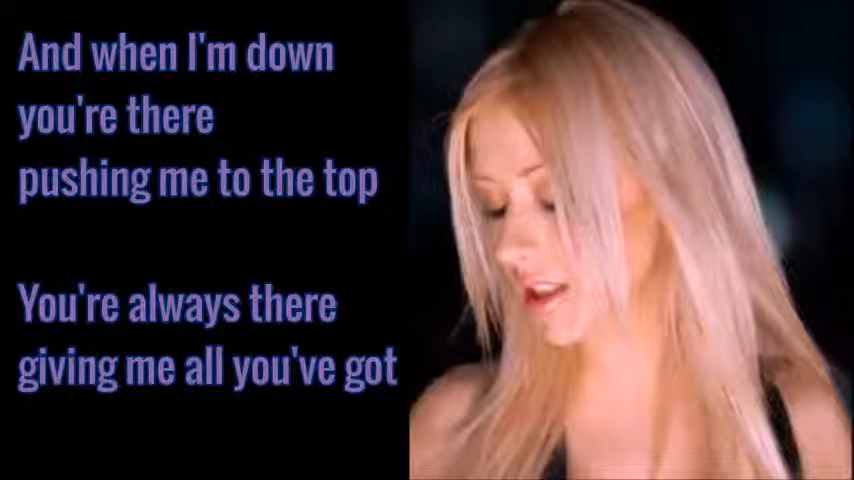 And when I'm down
you're there
pushing me to the top
You're always there
giving me all you've got